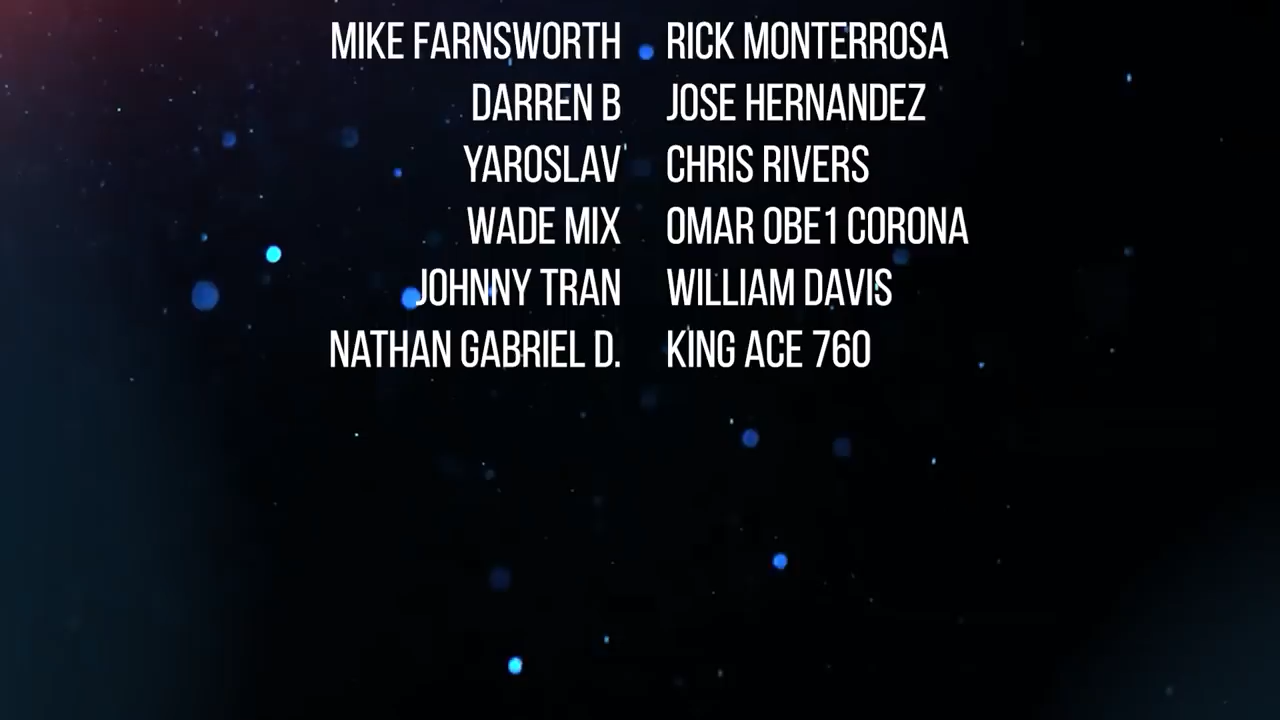 MIKE FARNSWORTH RICK MONTERROSA
DARREN B JOSE HERNANDEZ
YAROSLAV CHRIS RIVERS
WADE MIX OMAR OBE1 CORONA
JOHNNY TRAN WILLIAM DAVIS
NATHAN GABRIEL D. KING ACE 760